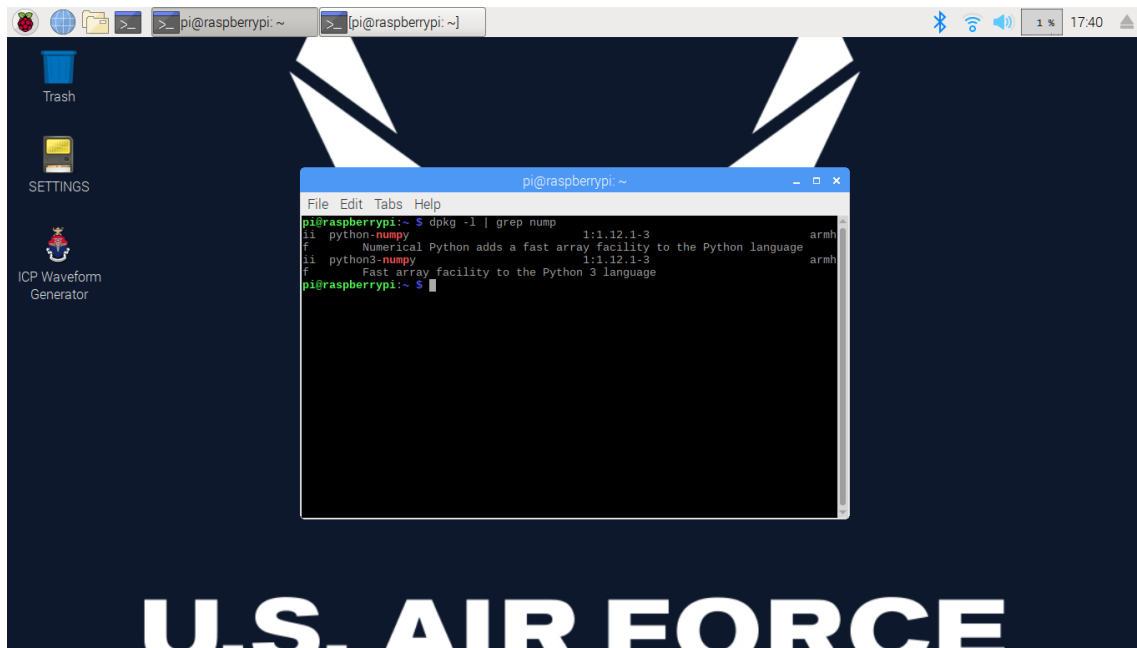 pi@raspberrypi: ~
[pi@raspberrypi: ~]
1 %
17:40
Trash
SETTINGS
ICP Waveform
Generator
pi@raspberrypi: ~
File Edit Tabs Help
pi@raspberrypi:~ $ dpkg -l | grep nump
ii  python-numpy                          1:1.12.1-3                        armh
f        Numerical Python adds a fast array facility to the Python language
ii  python3-numpy                         1:1.12.1-3                        armh
f        Fast array facility to the Python 3 language
pi@raspberrypi:~ $
U.S. AIR FORCE